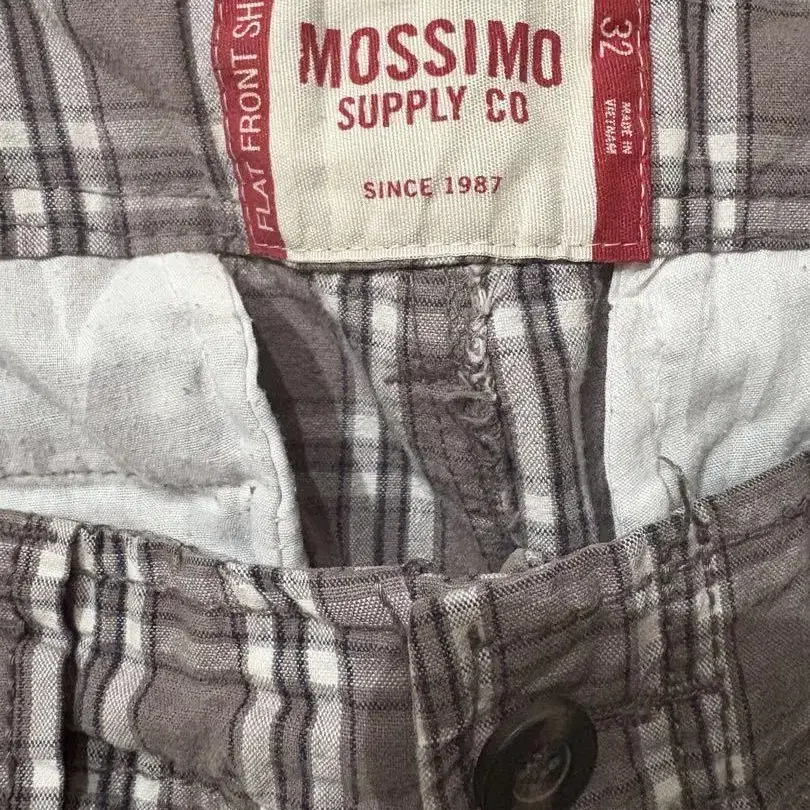 FLAT FRONT SH
MOSSIMO
SUPPLY CO
SINCE 1987
32
MADE IN
VIETNAM